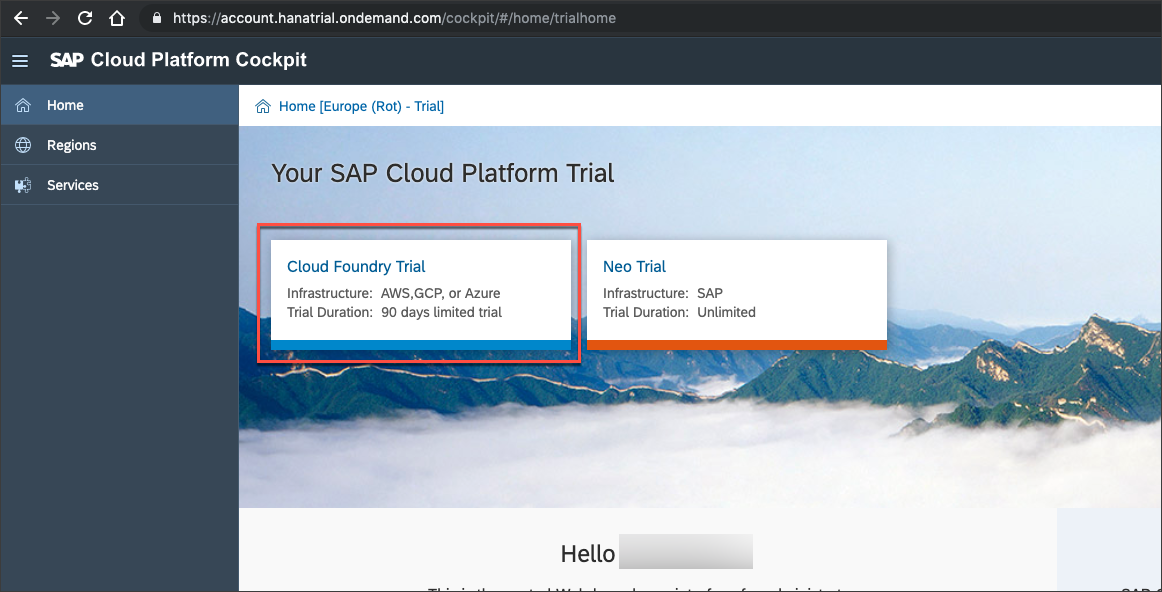 https://account.hanatrial.ondemand.com/cockpit/#/home/trialhome
SAP Cloud Platform Cockpit
Home
Regions
Services
Home [Europe (Rot) - Trial]
Your SAP Cloud Platform Trial
Cloud Foundry Trial
Infrastructure: AWS,GCP, or Azure
Trial Duration: 90 days limited trial
Neo Trial
Infrastructure: SAP
Trial Duration: Unlimited
Hello